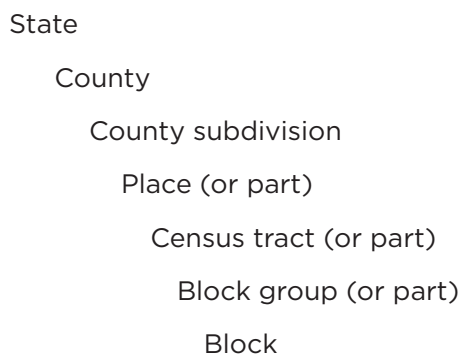 State
County
County subdivision
Place (or part)
Census tract (or part)
Block group (or part)
Block